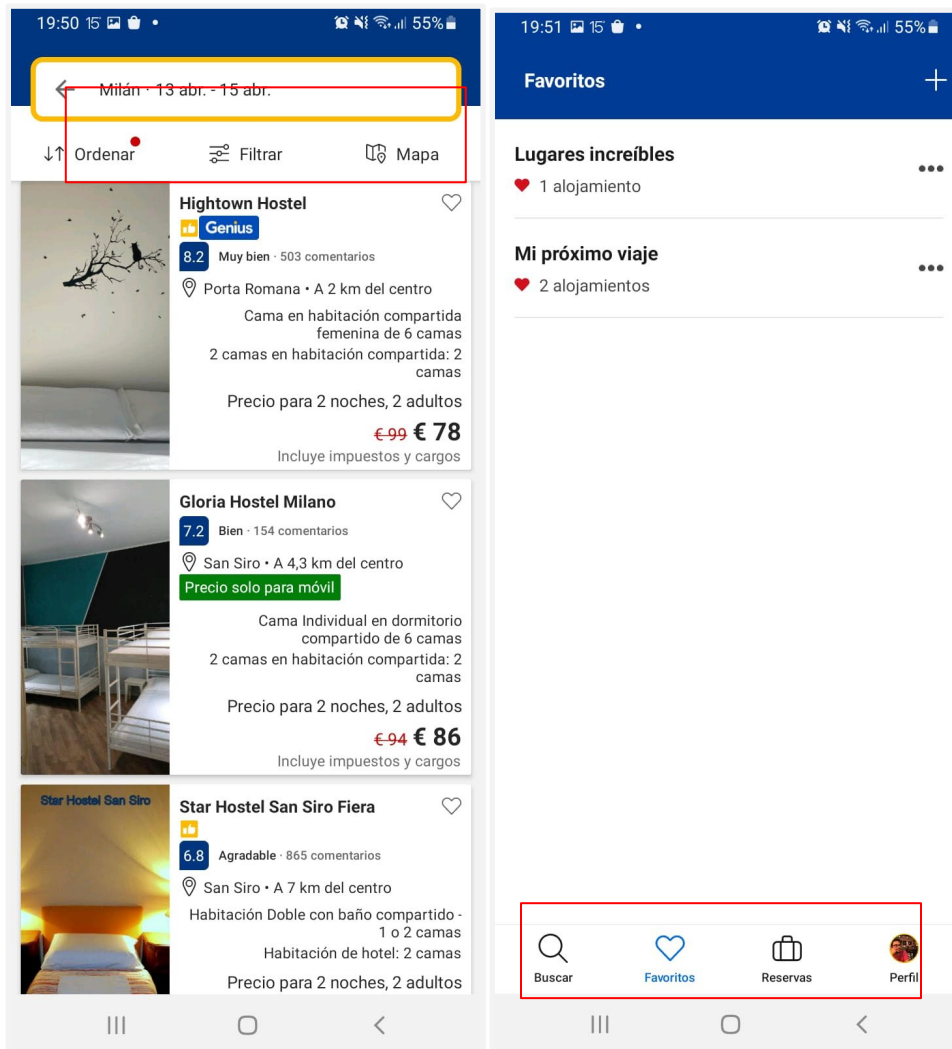 19:50 15 55%
Milán · 13 abr. - 15 abr.
Ordenar Filtrar Mapa
Hightown Hostel
Genius
8.2 Muy bien · 503 comentarios
Porta Romana • A 2 km del centro
Cama en habitación compartida
femenina de 6 camas
2 camas en habitación compartida: 2
camas
Precio para 2 noches, 2 adultos
€ 99 € 78
Incluye impuestos y cargos
Gloria Hostel Milano
7.2 Bien · 154 comentarios
San Siro • A 4,3 km del centro
Precio solo para móvil
Cama Individual en dormitorio
compartido de 6 camas
2 camas en habitación compartida: 2
camas
Precio para 2 noches, 2 adultos
€ 94 € 86
Incluye impuestos y cargos
Star Hostel San Siro
Star Hostel San Siro Fiera
6.8 Agradable · 865 comentarios
San Siro • A 7 km del centro
Habitación Doble con baño compartido -
1 o 2 camas
Habitación de hotel: 2 camas
Precio para 2 noches, 2 adultos
19:51 15 55%
Favoritos
Lugares increíbles
1 alojamiento
Mi próximo viaje
2 alojamientos
Buscar Favoritos Reservas Perfil